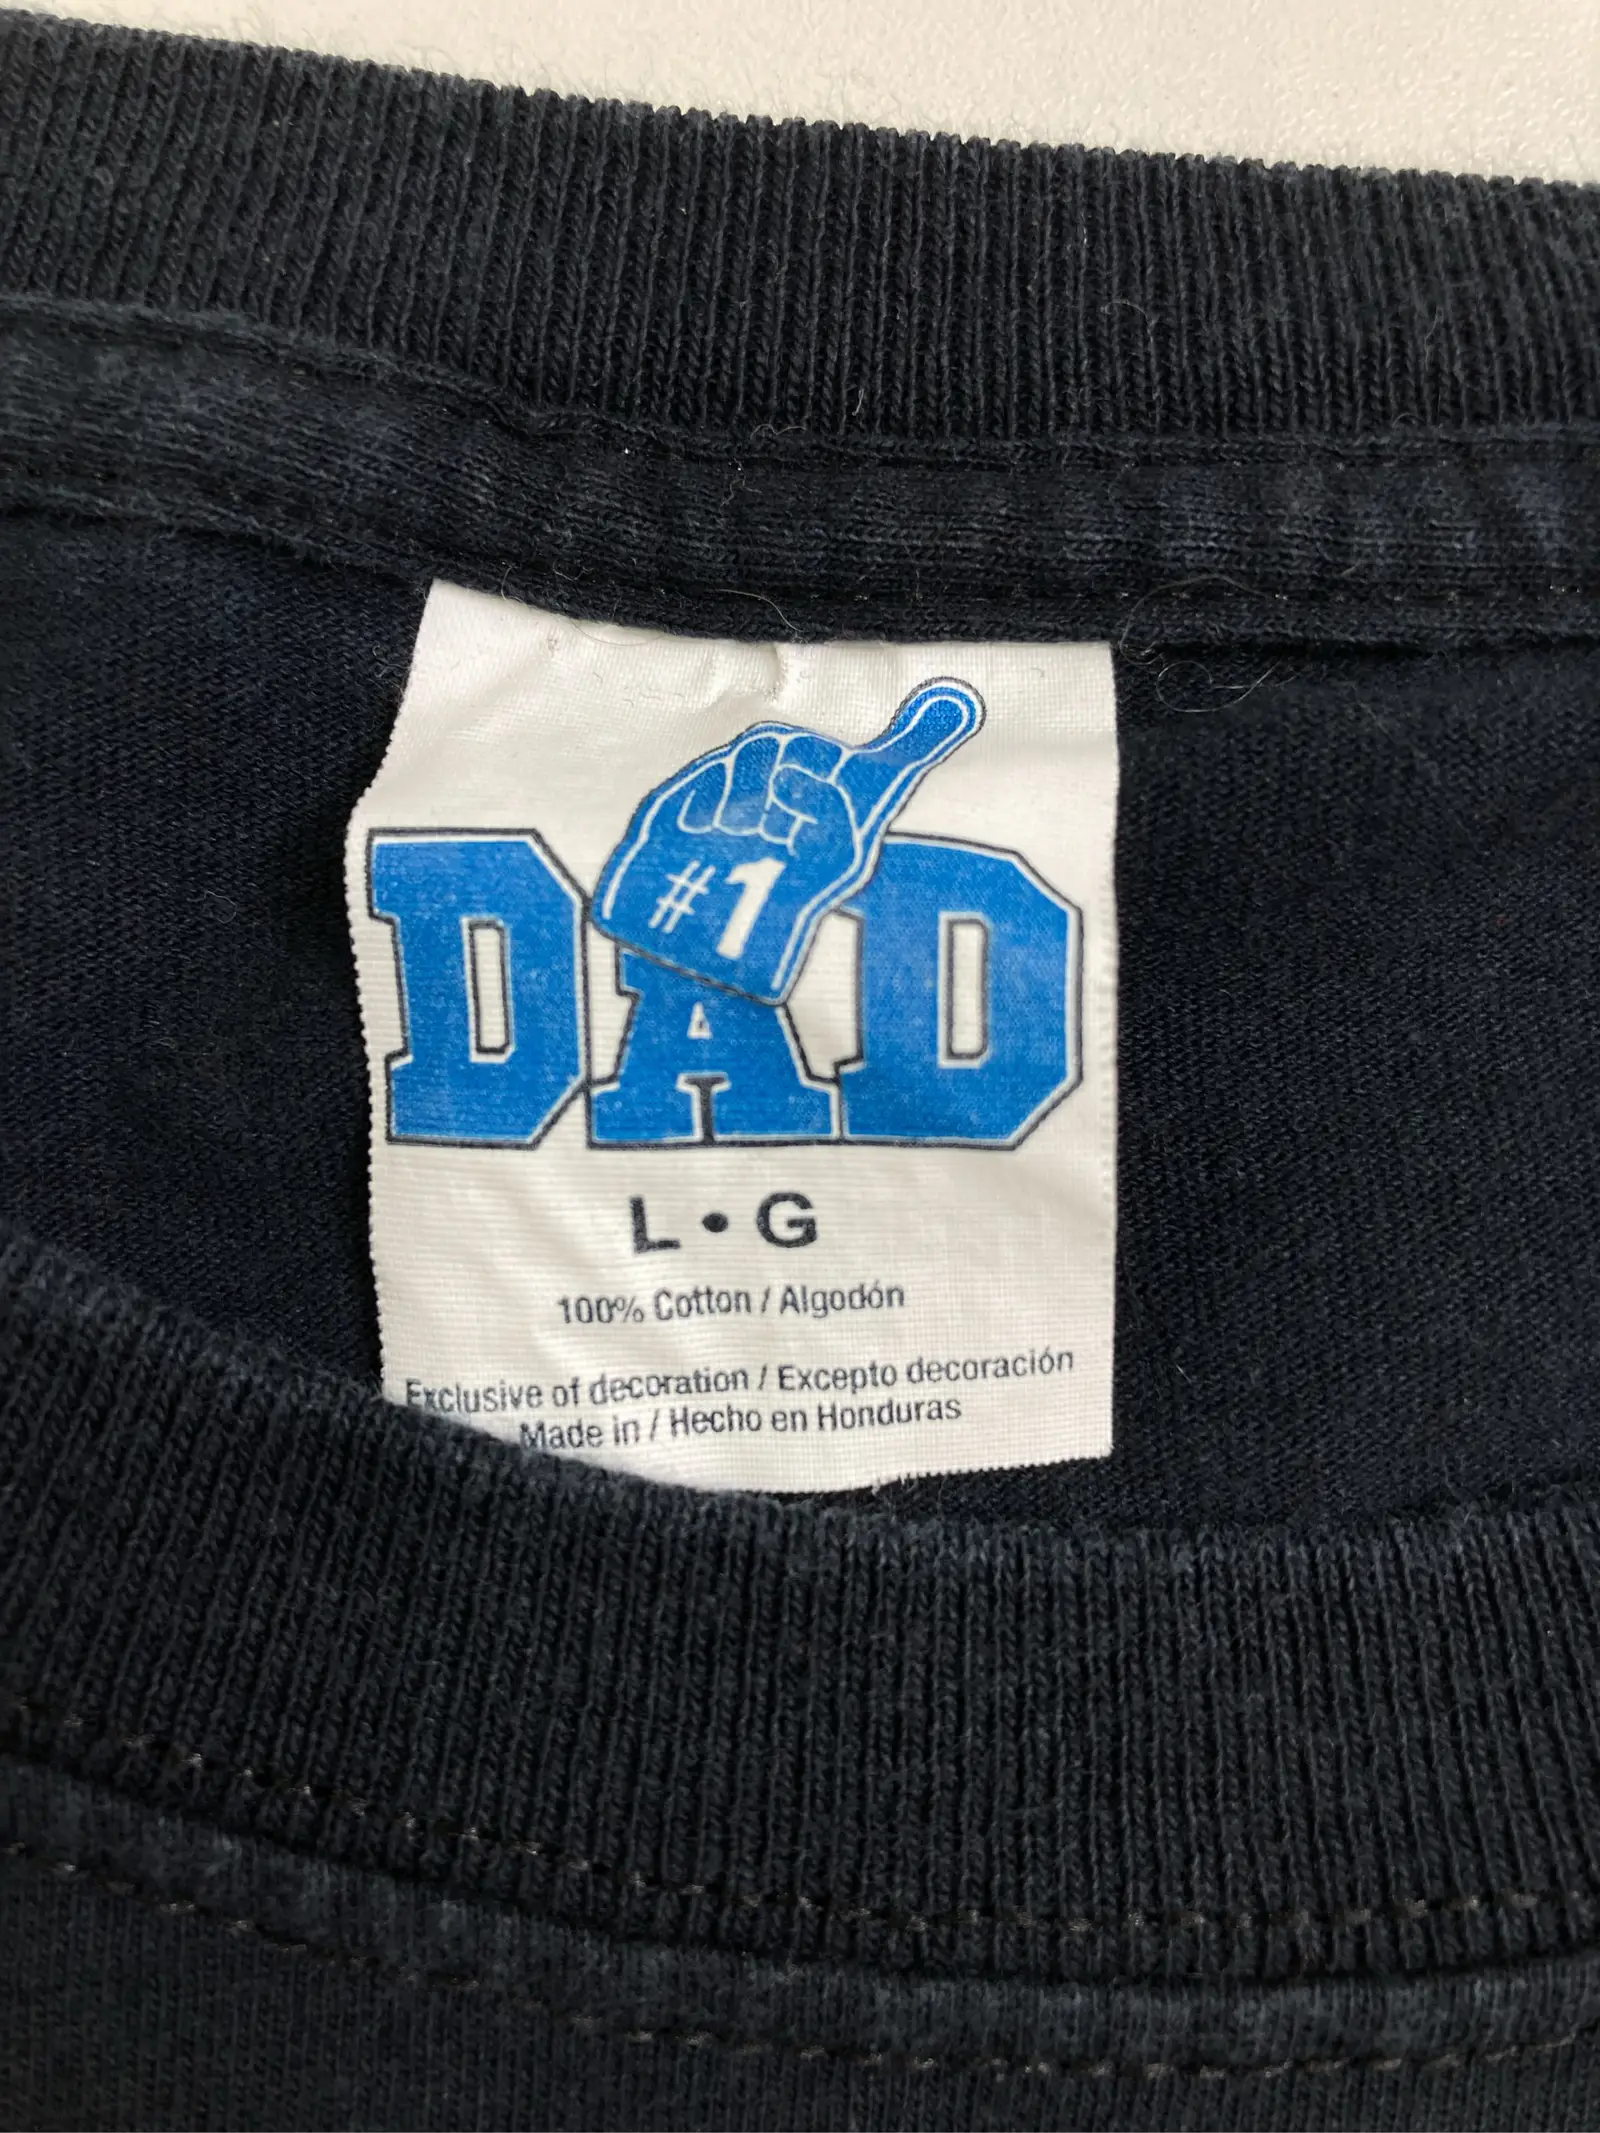 #1
DAD
L • G
100% Cotton / Algodón
Exclusive of decoration / Excepto decoración
Made in / Hecho en Honduras